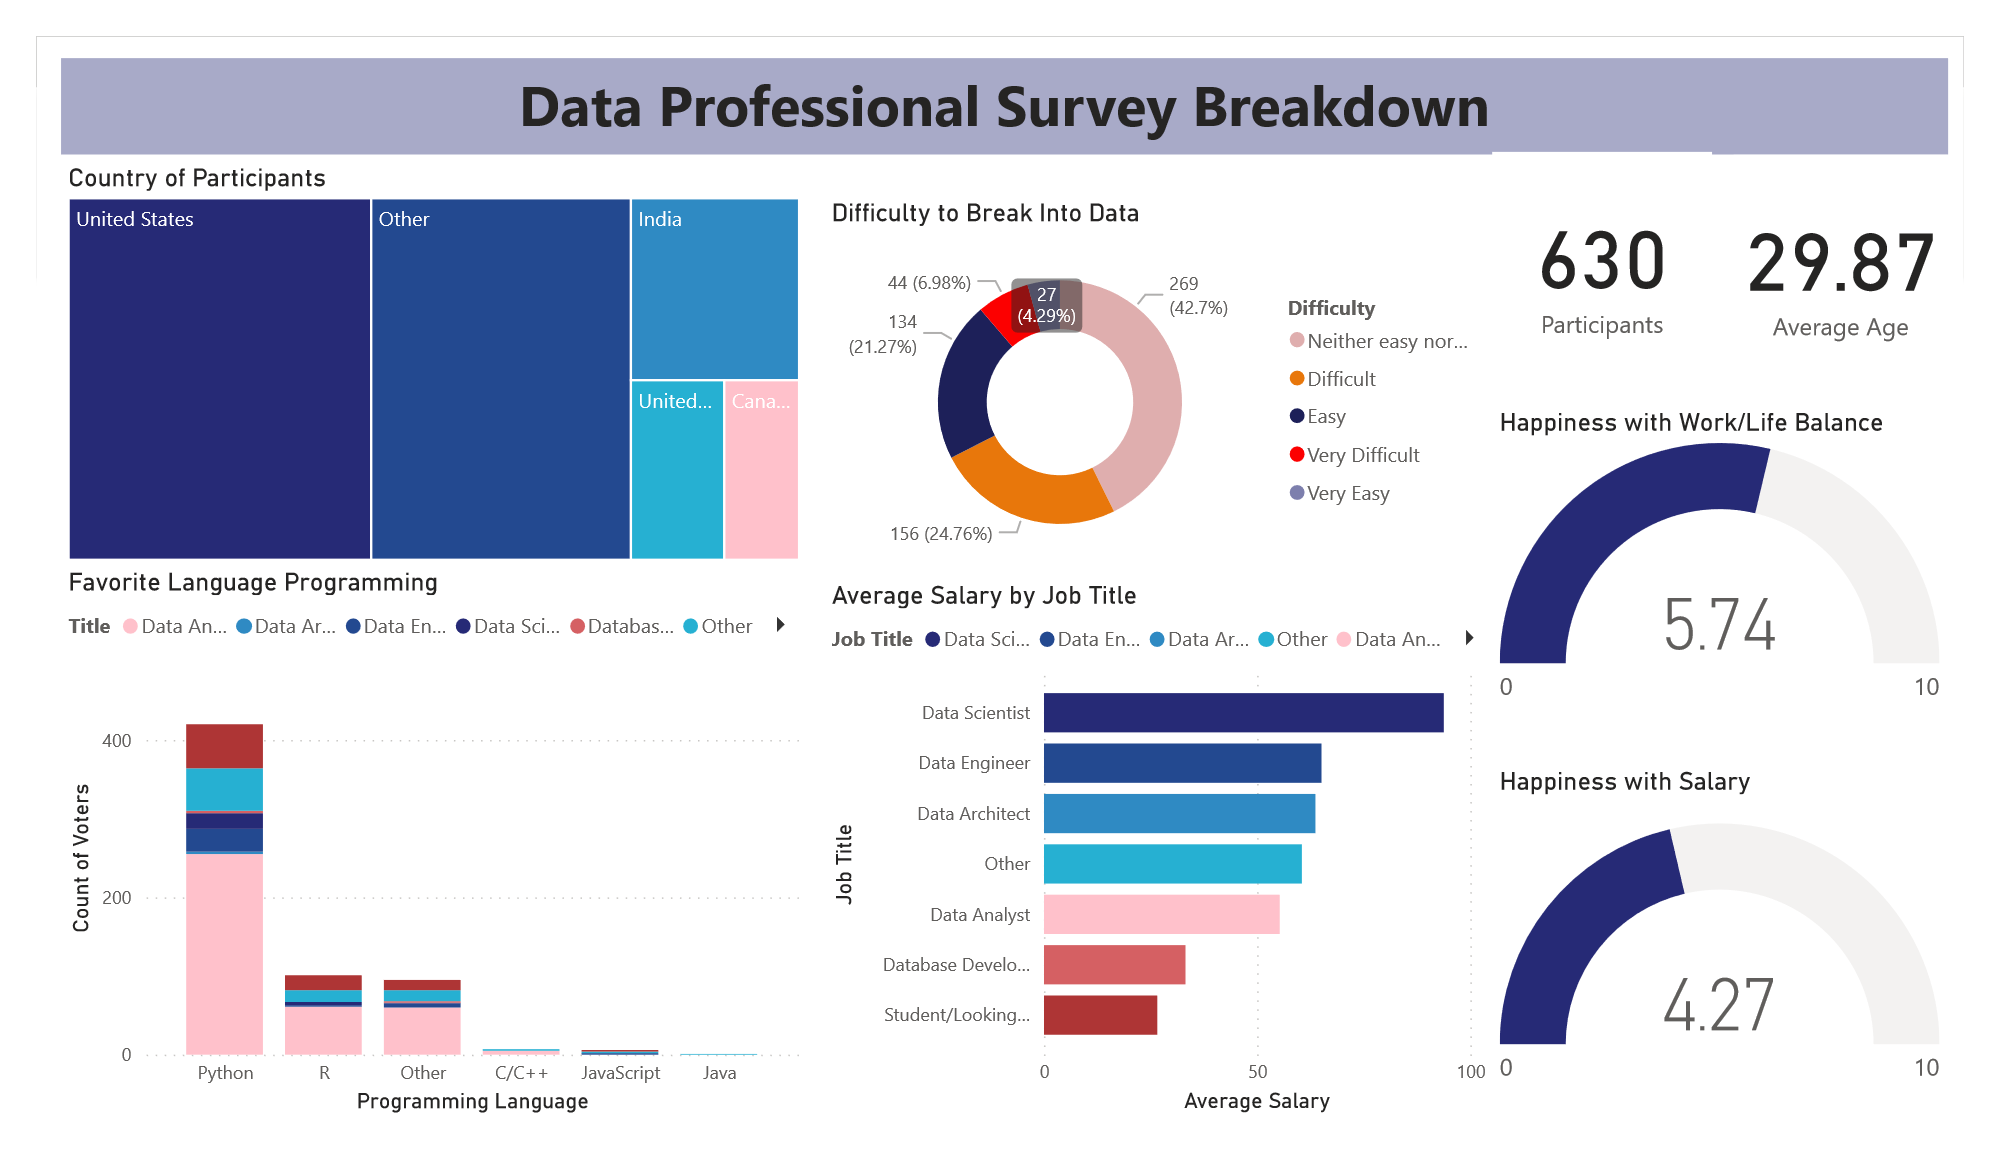 Data Professional Survey Breakdown
Country of Participants
United States
Other
India
United...
Cana...
Difficulty to Break Into Data
44 (6.98%)
27
(4.29%)
269
(42.7%)
134
(21.27%)
156 (24.76%)
Difficulty
Neither easy nor...
Difficult
Easy
Very Difficult
Very Easy
630
Participants
29.87
Average Age
Happiness with Work/Life Balance
5.74
0
10
Favorite Language Programming
Title
Data An...
Data Ar...
Data En...
Data Sci...
Databas...
Other
Count of Voters
400
200
0
Python
R
Other
C/C++
JavaScript
Java
Programming Language
Average Salary by Job Title
Job Title
Data Sci...
Data En...
Data Ar...
Other
Data An...
Job Title
Data Scientist
Data Engineer
Data Architect
Other
Data Analyst
Database Develo...
Student/Looking...
0
50
100
Average Salary
Happiness with Salary
4.27
0
10